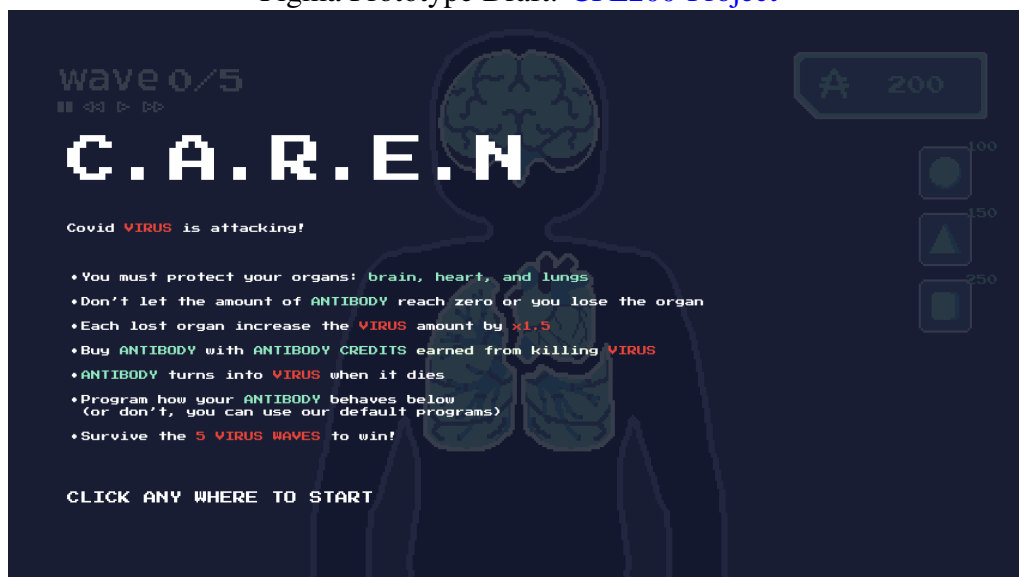 wave 0/5
200
C.A.R.E.N
100
Covid VIRUS is attacking!
150
•You must protect your organs: brain, heart, and lungs
250
•Don't let the amount of ANTIBODY reach zero or you lose the organ
•Each lost organ increase the VIRUS amount by x1.5
•Buy ANTIBODY with ANTIBODY CREDITS earned from killing VIRUS
•ANTIBODY turns into VIRUS when it dies
•Program how your ANTIBODY behaves below
(or don't, you can use our default programs)
•Survive the 5 VIRUS WAVES to win!
CLICK ANY WHERE TO START